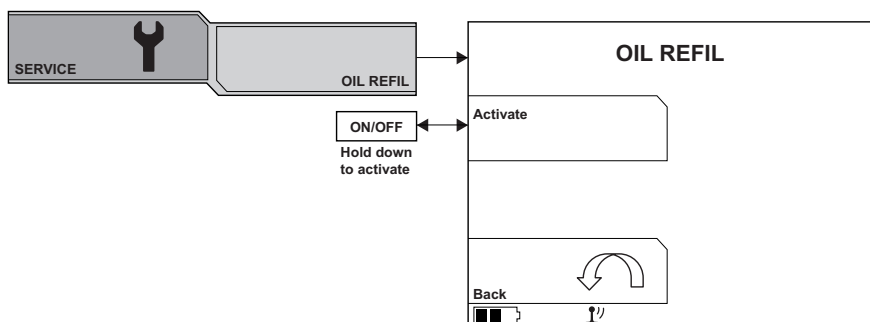 SERVICE
OIL REFIL
OIL REFIL
Activate
ON/OFF
Hold down
to activate
Back